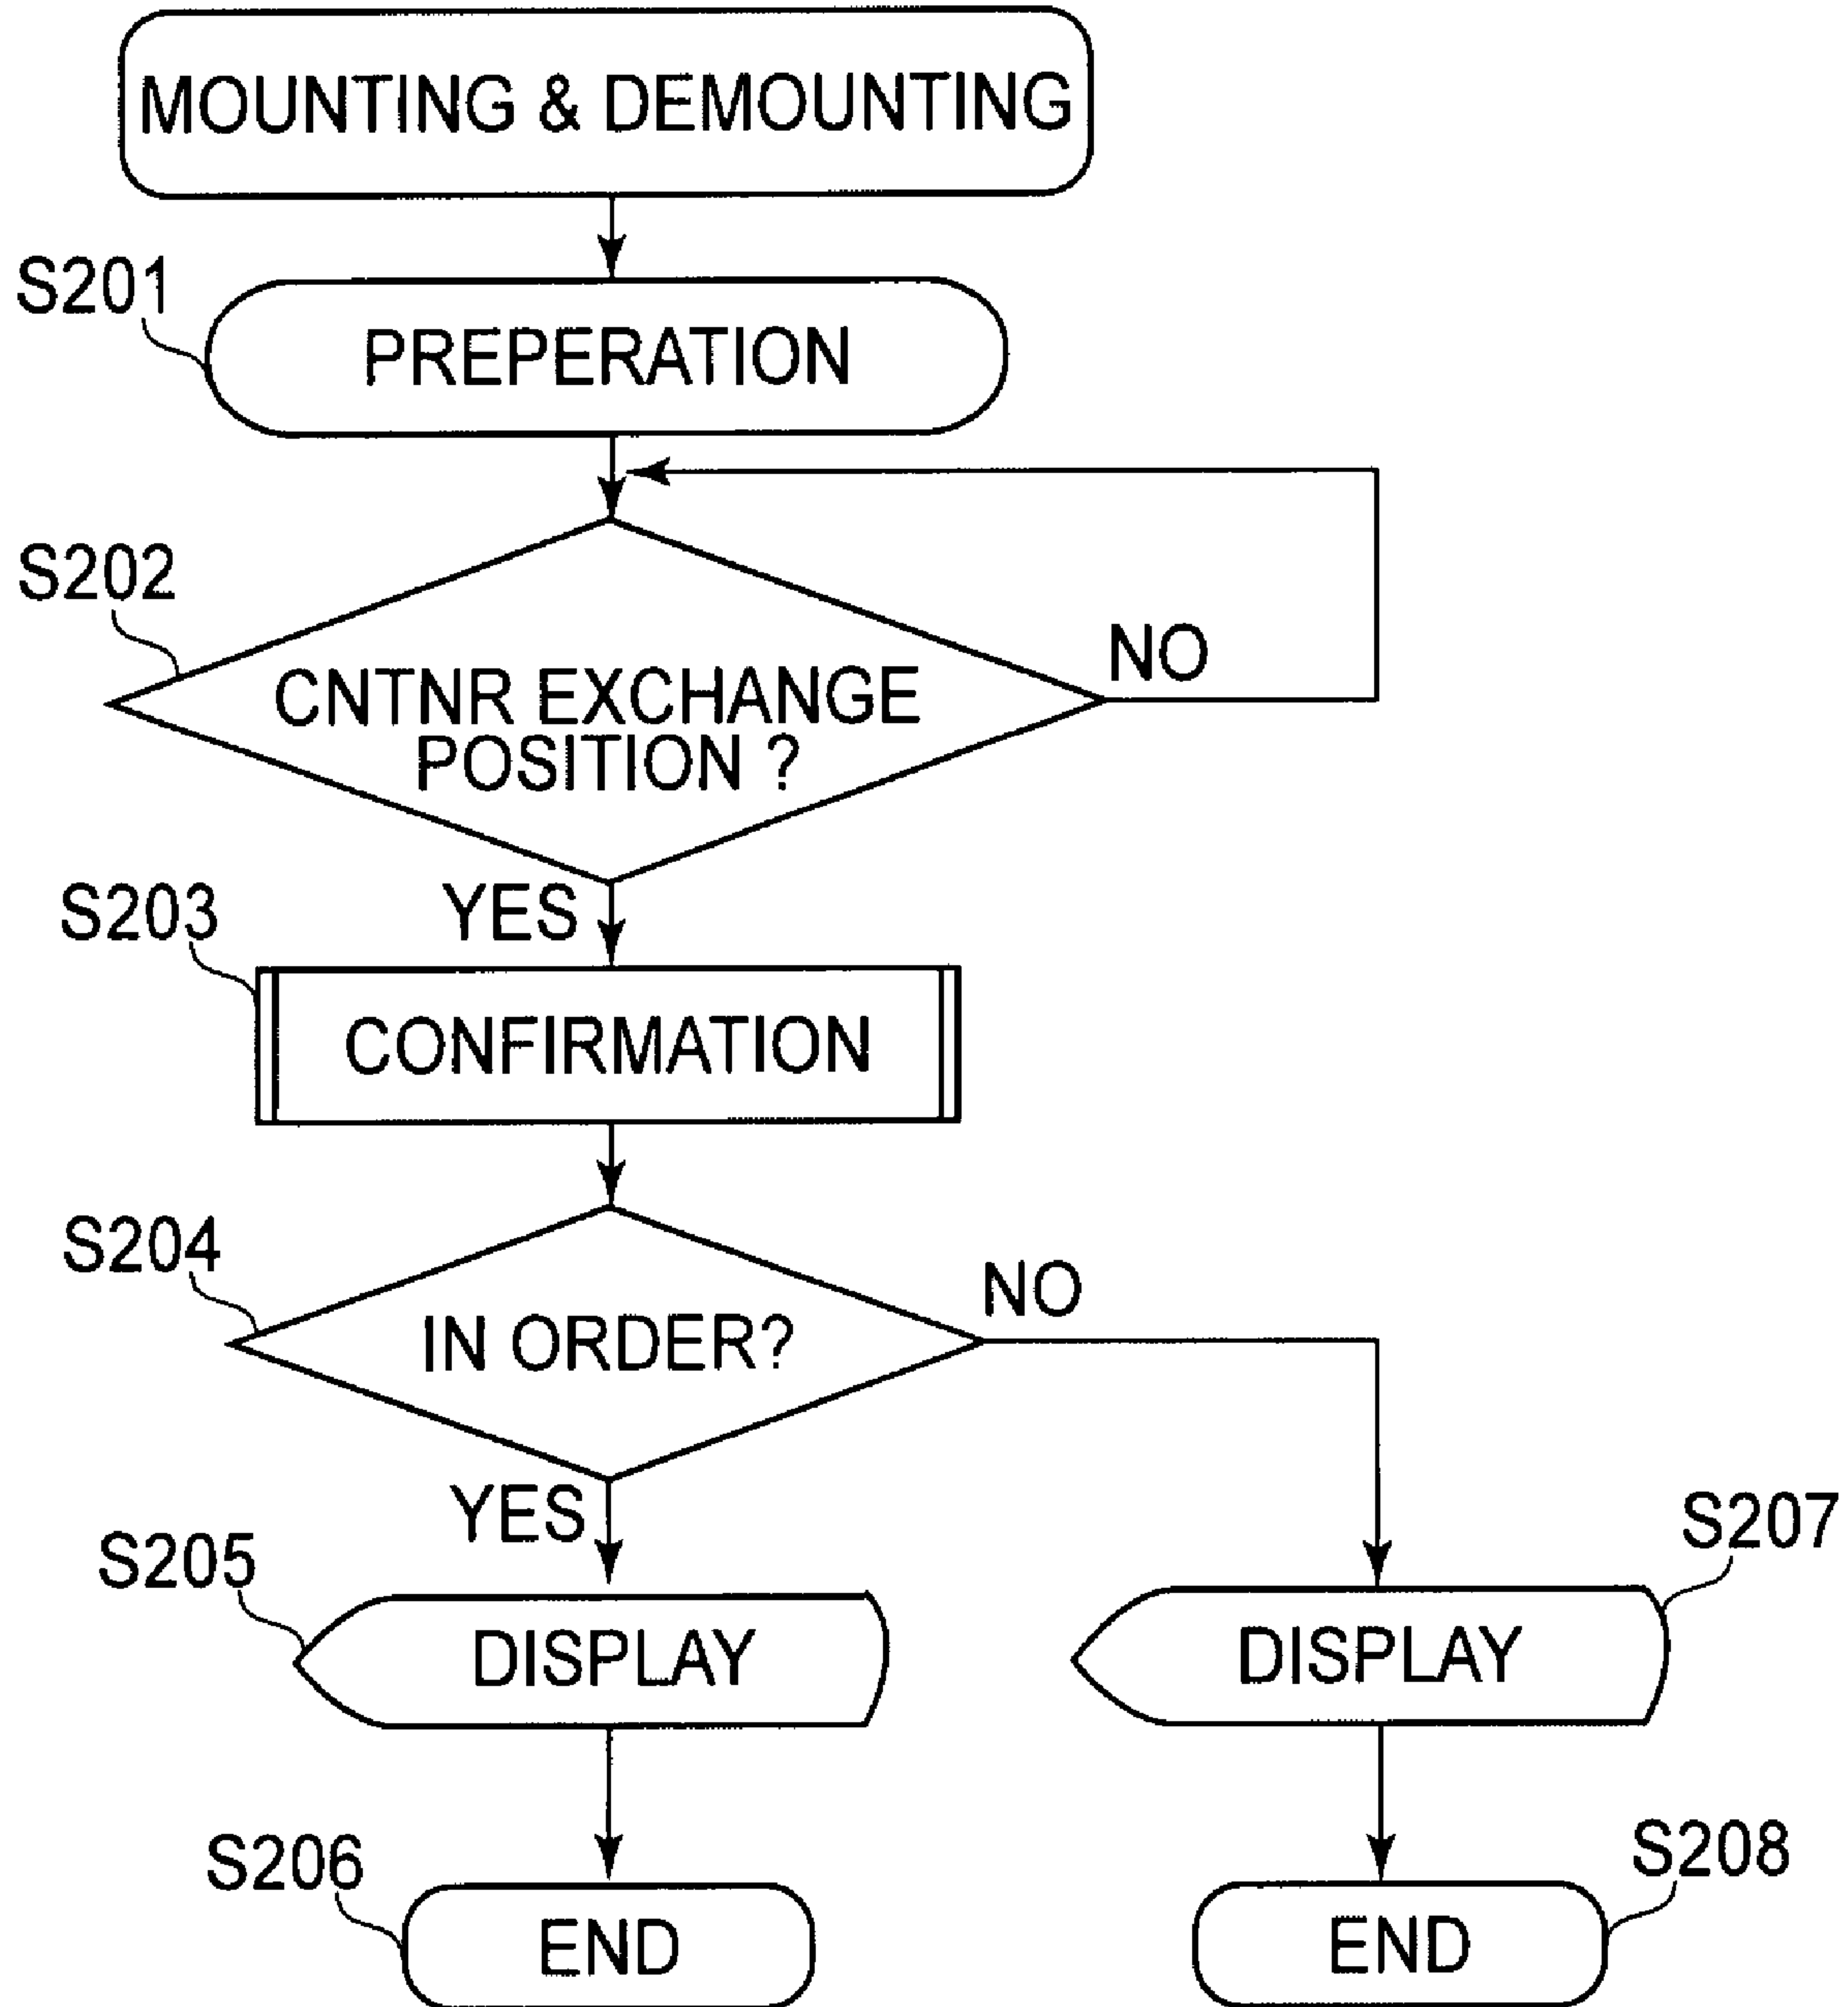 MOUNTING & DEMOUNTING
S201
PREPERATION
S202
CNTNR EXCHANGE
POSITION ?
NO
YES
S203
CONFIRMATION
S204
IN ORDER?
NO
YES
S205
DISPLAY
S207
DISPLAY
S206
END
S208
END